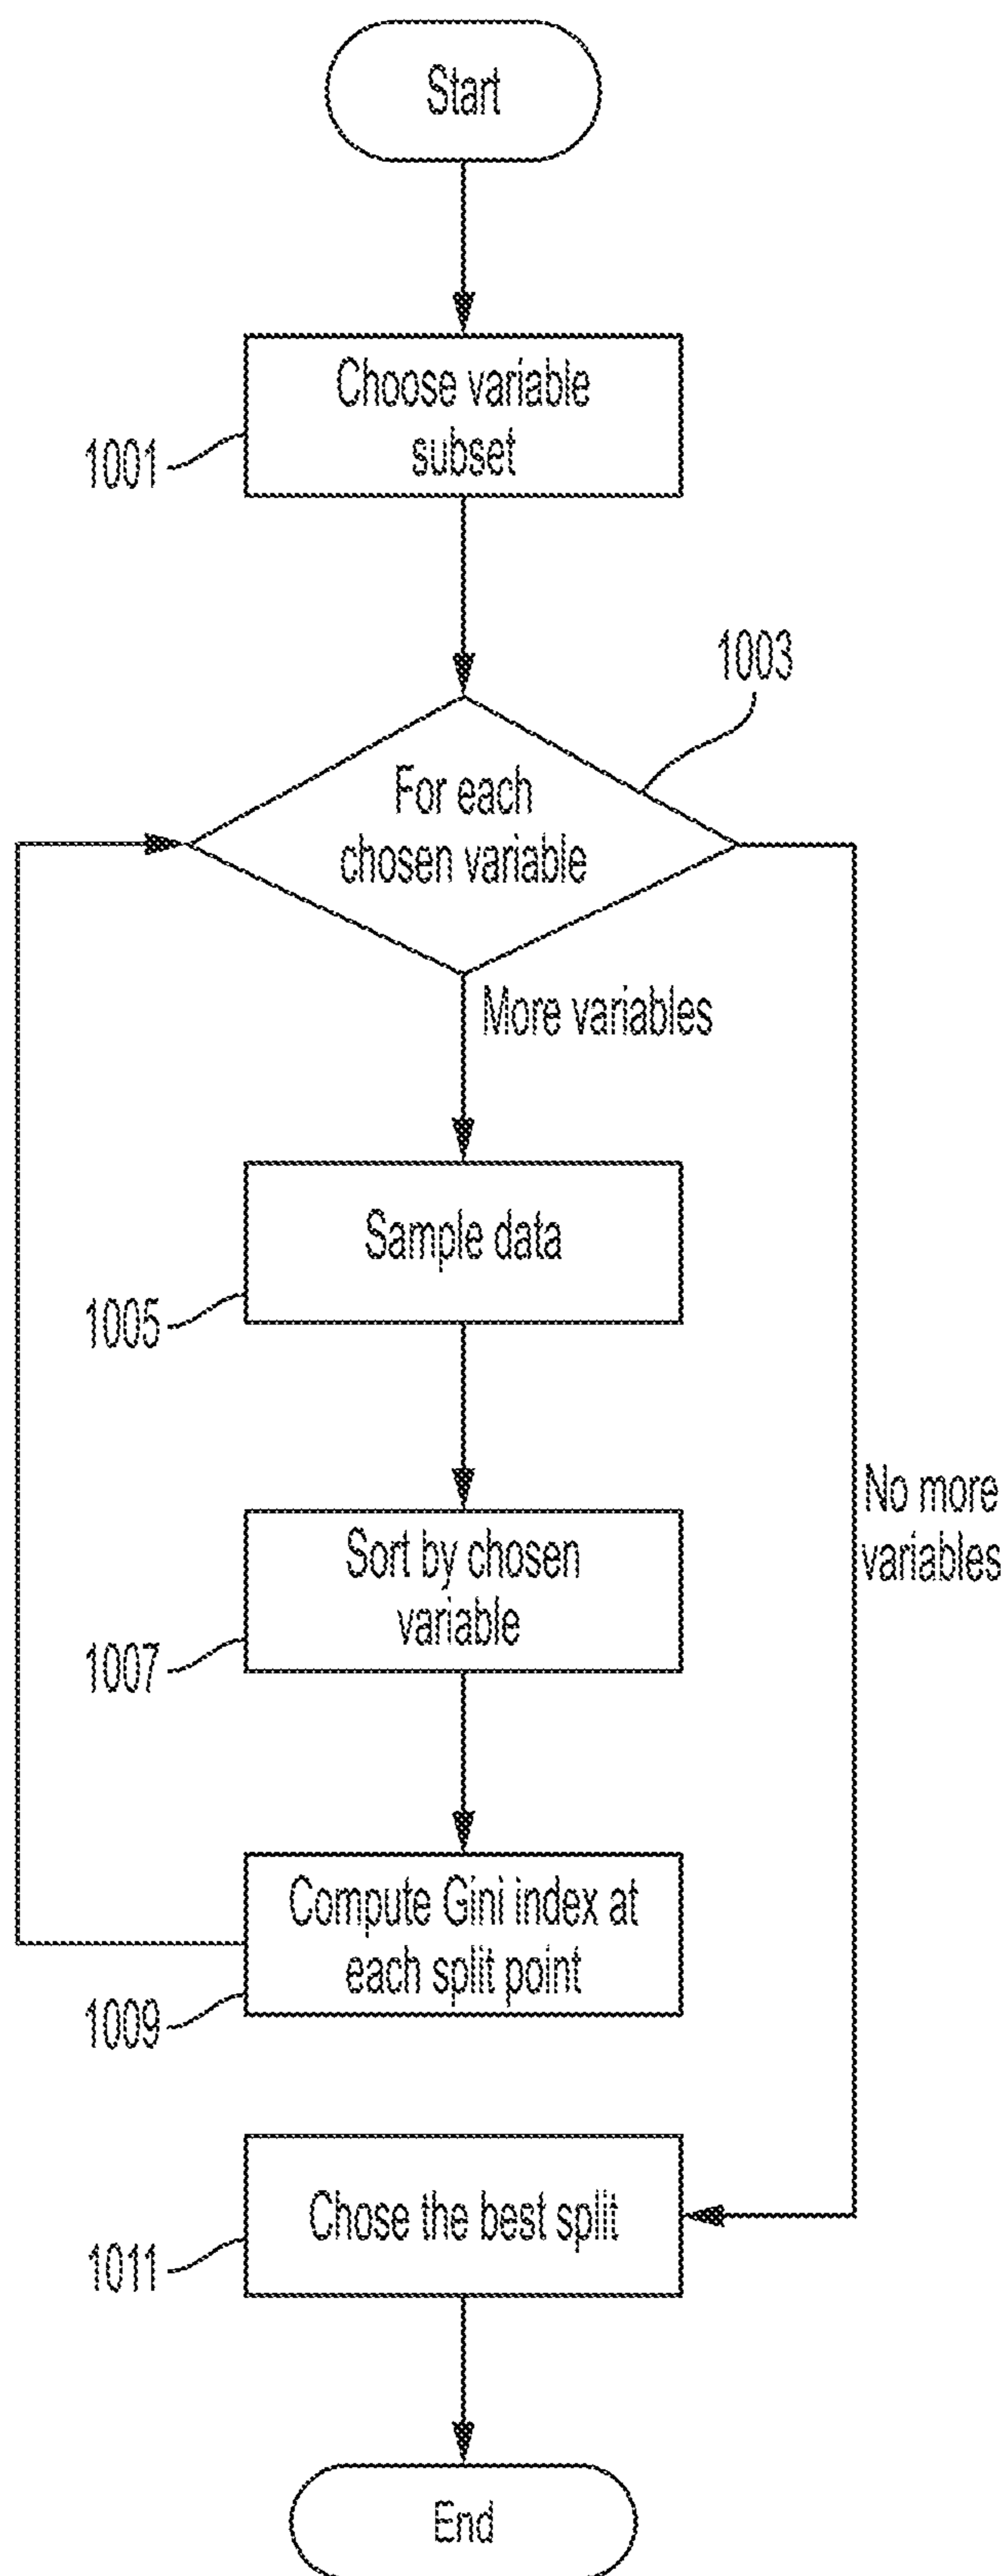 Start
Choose variable
subset
1001
1003
For each
chosen variable
More variables
Sample data
1005
No more
variables
Sort by chosen
variable
1007
Compute Gini index at
each split point
1009
Chose the best split
1011
End